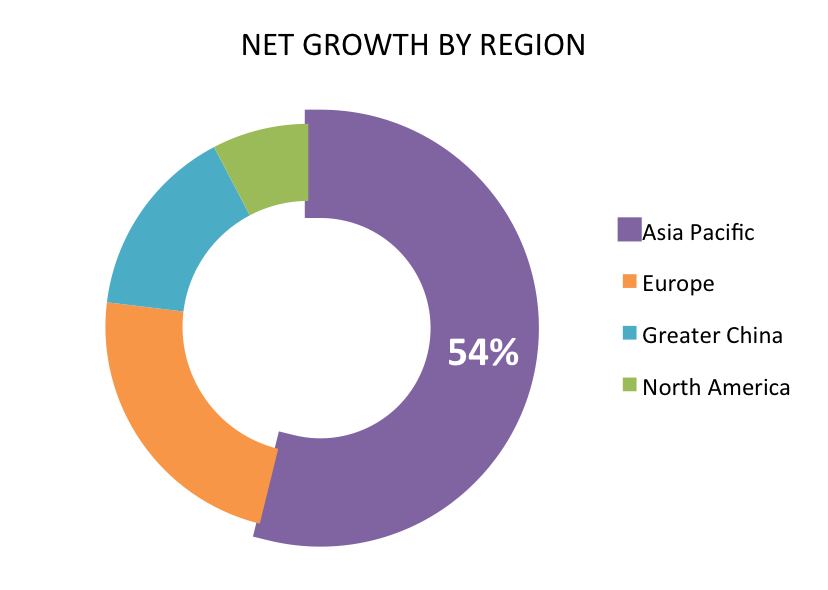 NET GROWTH BY REGION
54%
Asia Pacific
Europe
Greater China
North America